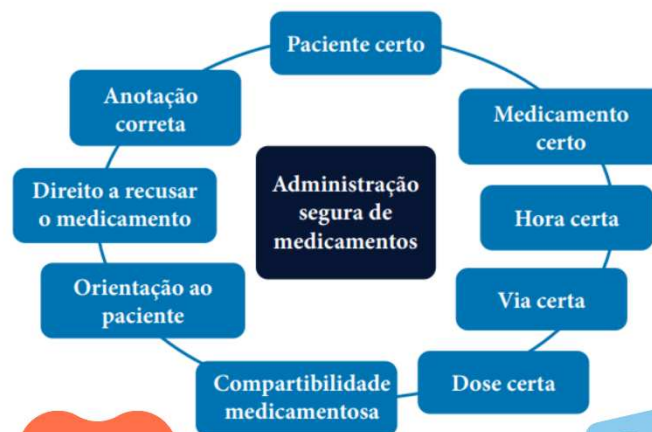 Paciente certo
Medicamento
certo
Hora certa
Via certa
Dose certa
Compartibilidade
medicamentosa
Orientação ao
paciente
Direito a recusar
o medicamento
Anotação
correta
Administração
segura de
medicamentos